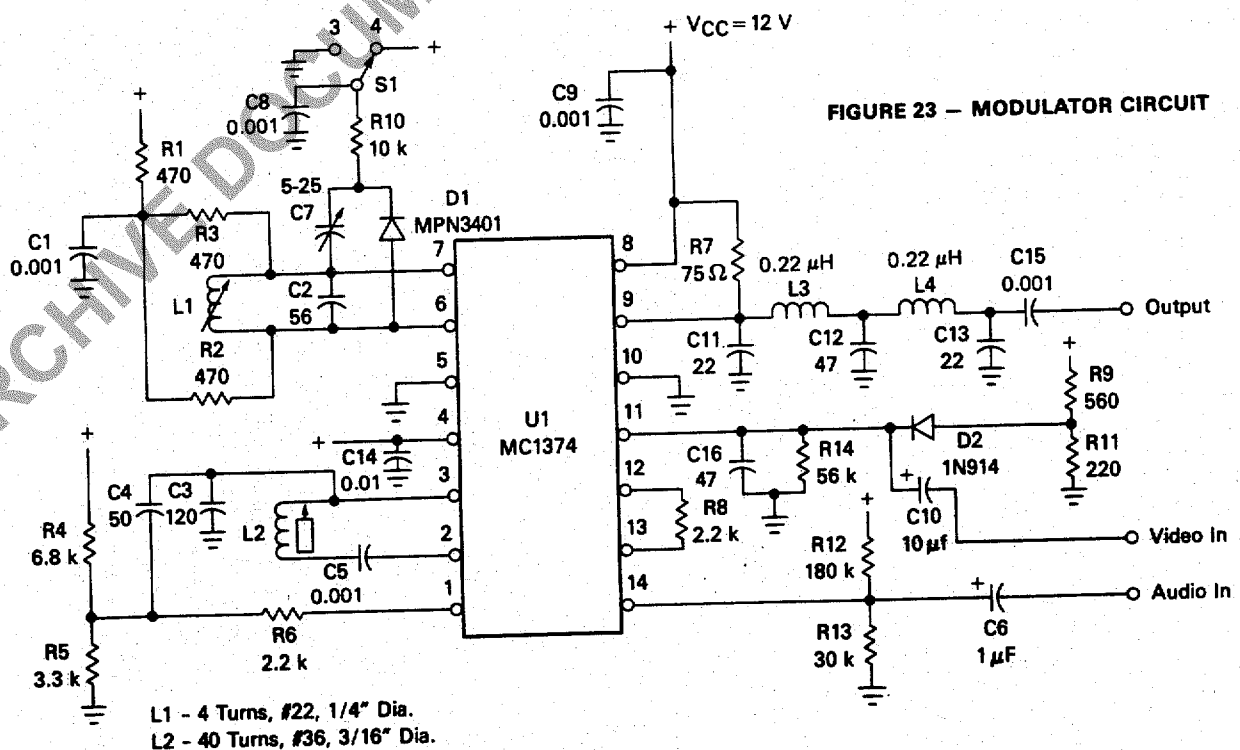 ARCHIVE DOCUM
FIGURE 23 – MODULATOR CIRCUIT
+ VCC = 12 V
3
4
+
S1
C8
0.001
R10
10 k
C9
0.001
+
R1
470
5-25
C7
D1
MPN3401
C1
0.001
R3
470
L1
C2
56
R2
470
7
6
5
4
3
2
1
U1
MC1374
8
9
10
11
12
13
14
R7
75 Ω
0.22 µH
L3
0.22 µH
L4
C15
0.001
Output
C11
22
C12
47
C13
22
+
R9
560
D2
1N914
R11
220
C16
47
R14
56 k
+
C10
10 µf
Video In
R8
2.2 k
+
R12
180 k
+
C6
1 µF
Audio In
R13
30 k
+
C14
0.01
+
C4
50
C3
120
L2
R4
6.8 k
C5
0.001
R6
2.2 k
R5
3.3 k
L1 - 4 Turns, #22, 1/4" Dia.
L2 - 40 Turns, #36, 3/16" Dia.